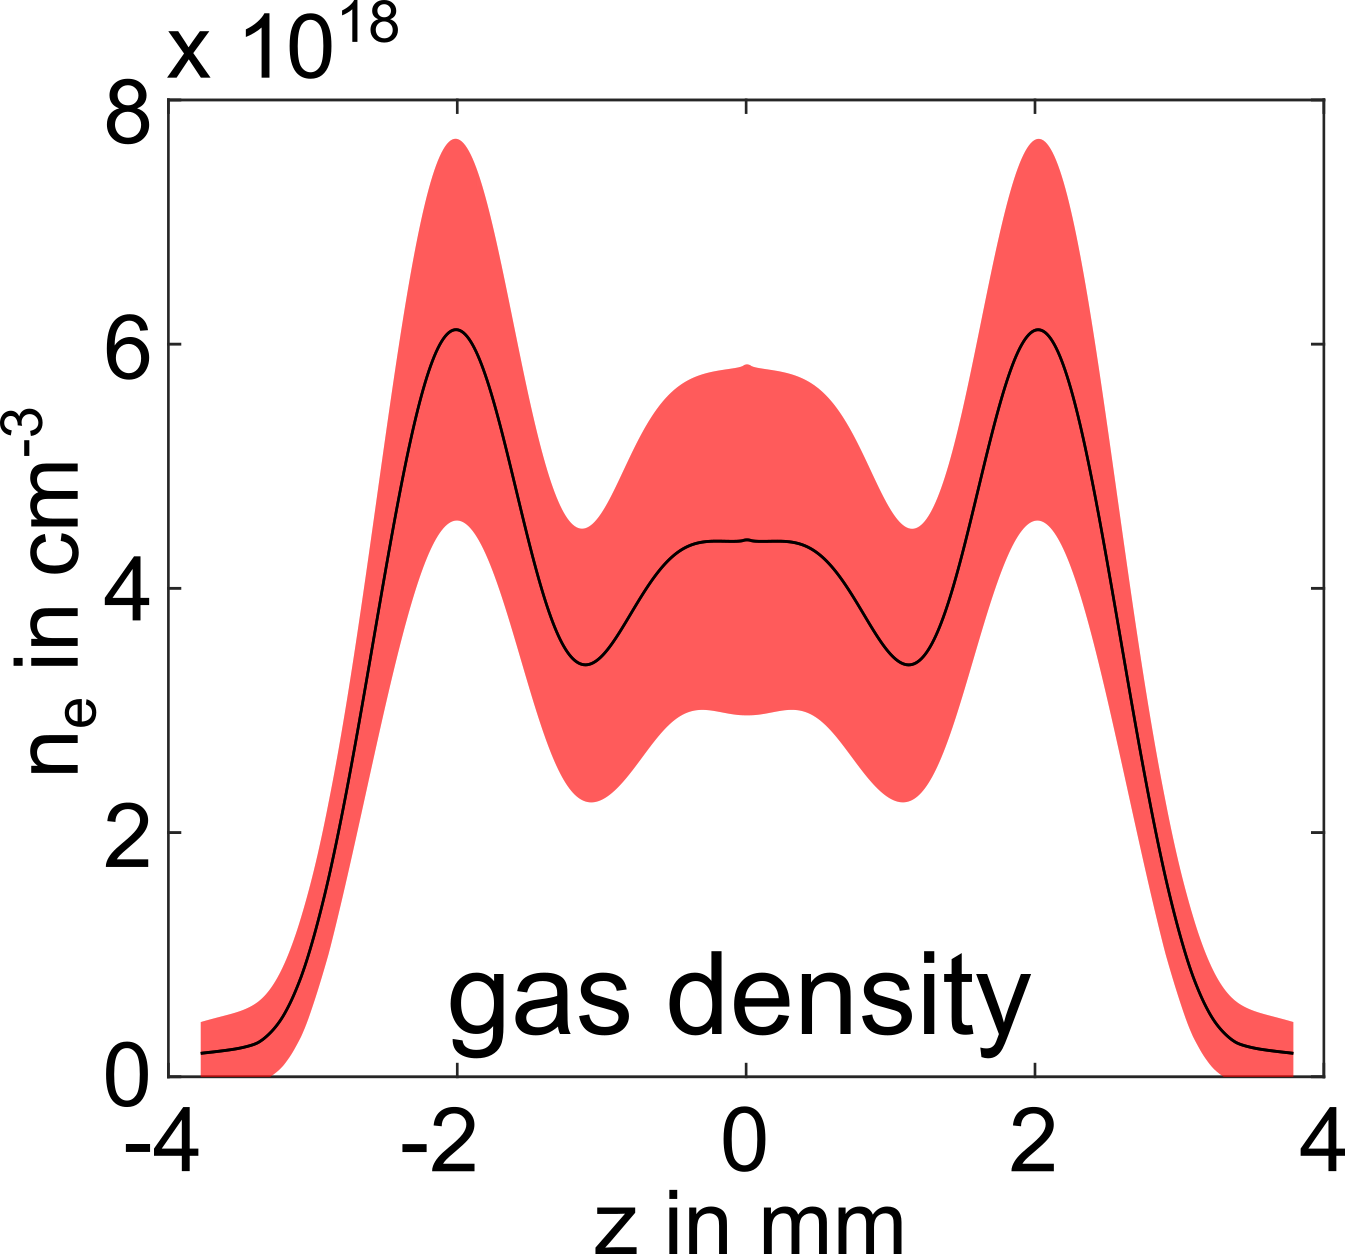 x 10^18
8
6
4
2
0
n_e in cm^-3
gas density
-4 -2 0 2 4
z in mm